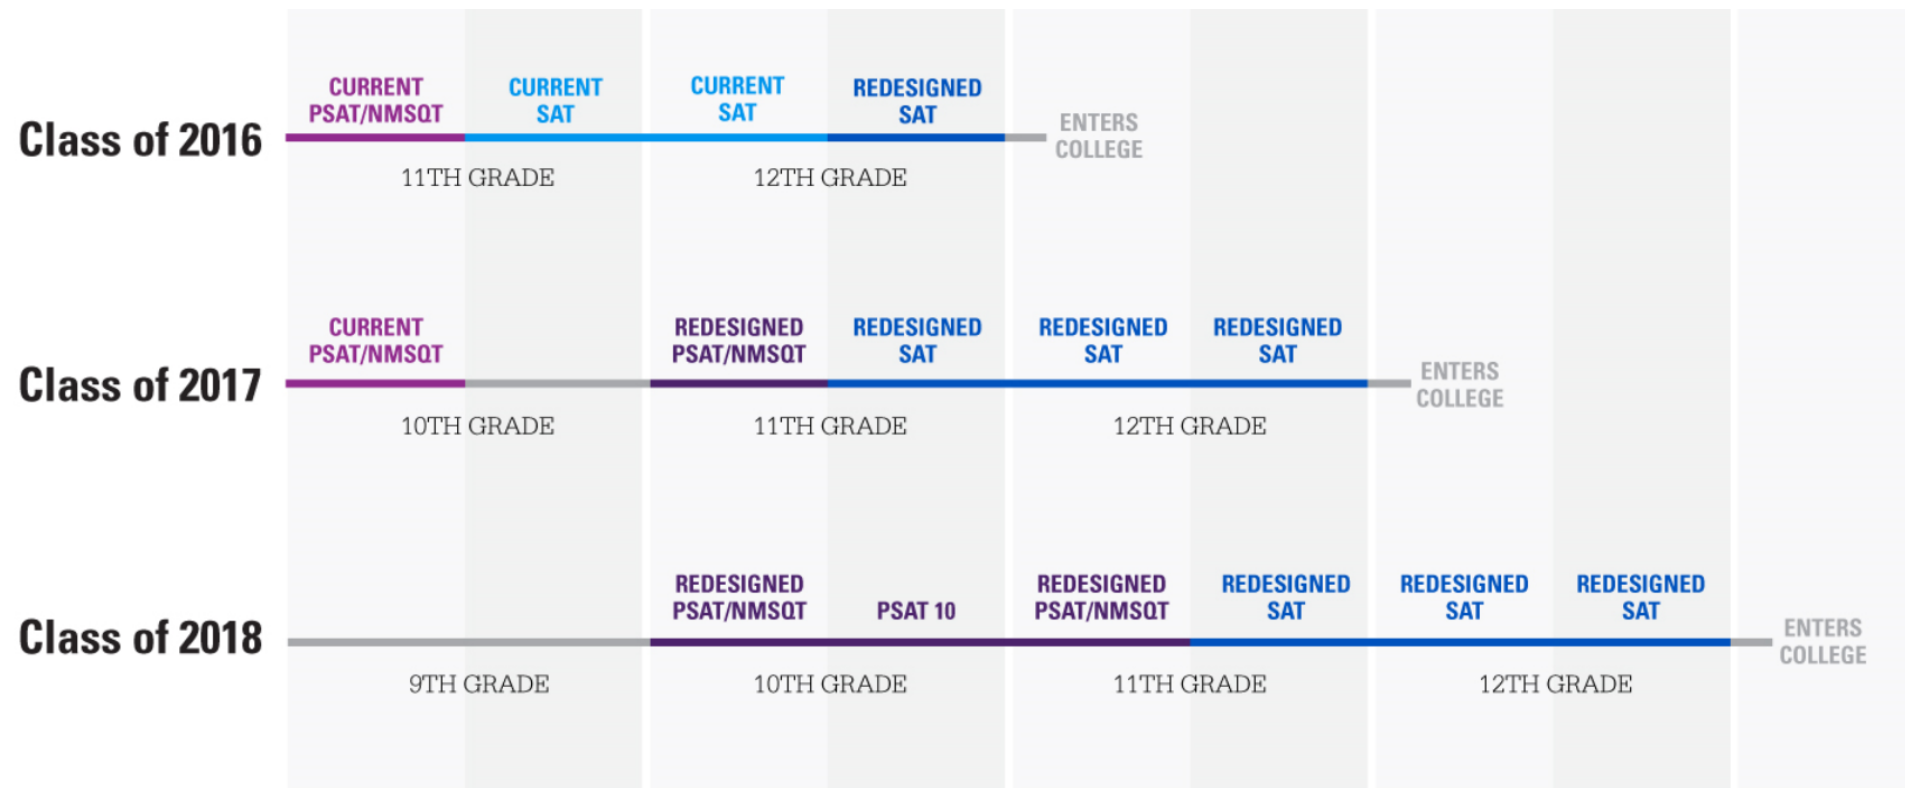 CURRENT
PSAT/NMSQT
CURRENT
SAT
CURRENT
SAT
REDESIGNED
SAT
Class of 2016
ENTERS
COLLEGE
11TH GRADE
12TH GRADE
CURRENT
PSAT/NMSQT
REDESIGNED
PSAT/NMSQT
REDESIGNED
SAT
REDESIGNED
SAT
REDESIGNED
SAT
Class of 2017
ENTERS
COLLEGE
10TH GRADE
11TH GRADE
12TH GRADE
REDESIGNED
PSAT/NMSQT
PSAT 10
REDESIGNED
PSAT/NMSQT
REDESIGNED
SAT
REDESIGNED
SAT
REDESIGNED
SAT
Class of 2018
ENTERS
COLLEGE
9TH GRADE
10TH GRADE
11TH GRADE
12TH GRADE